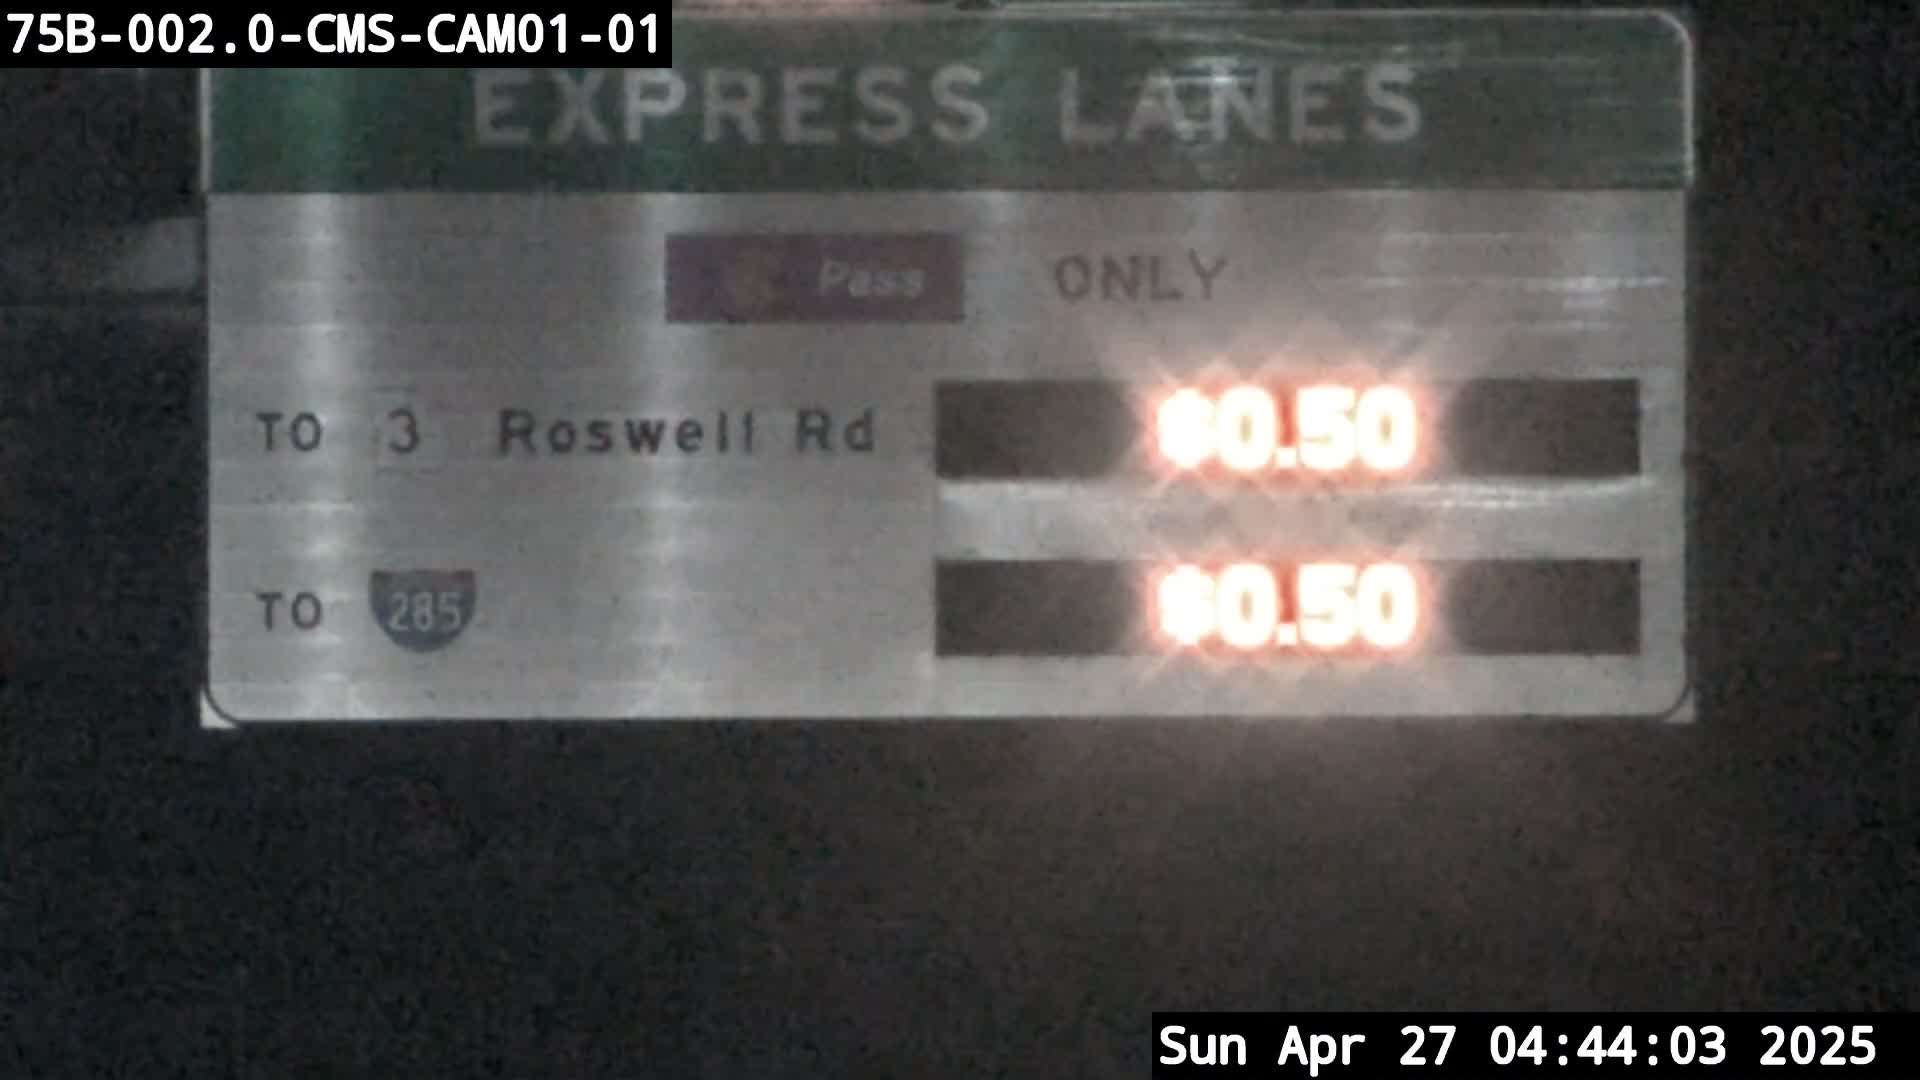 75B-002.0-CMS-CAM01-01
EXPRESS LANES
Pass ONLY
TO 3 Roswell Rd $0.50
TO 285 $0.50
Sun Apr 27 04:44:03 2025